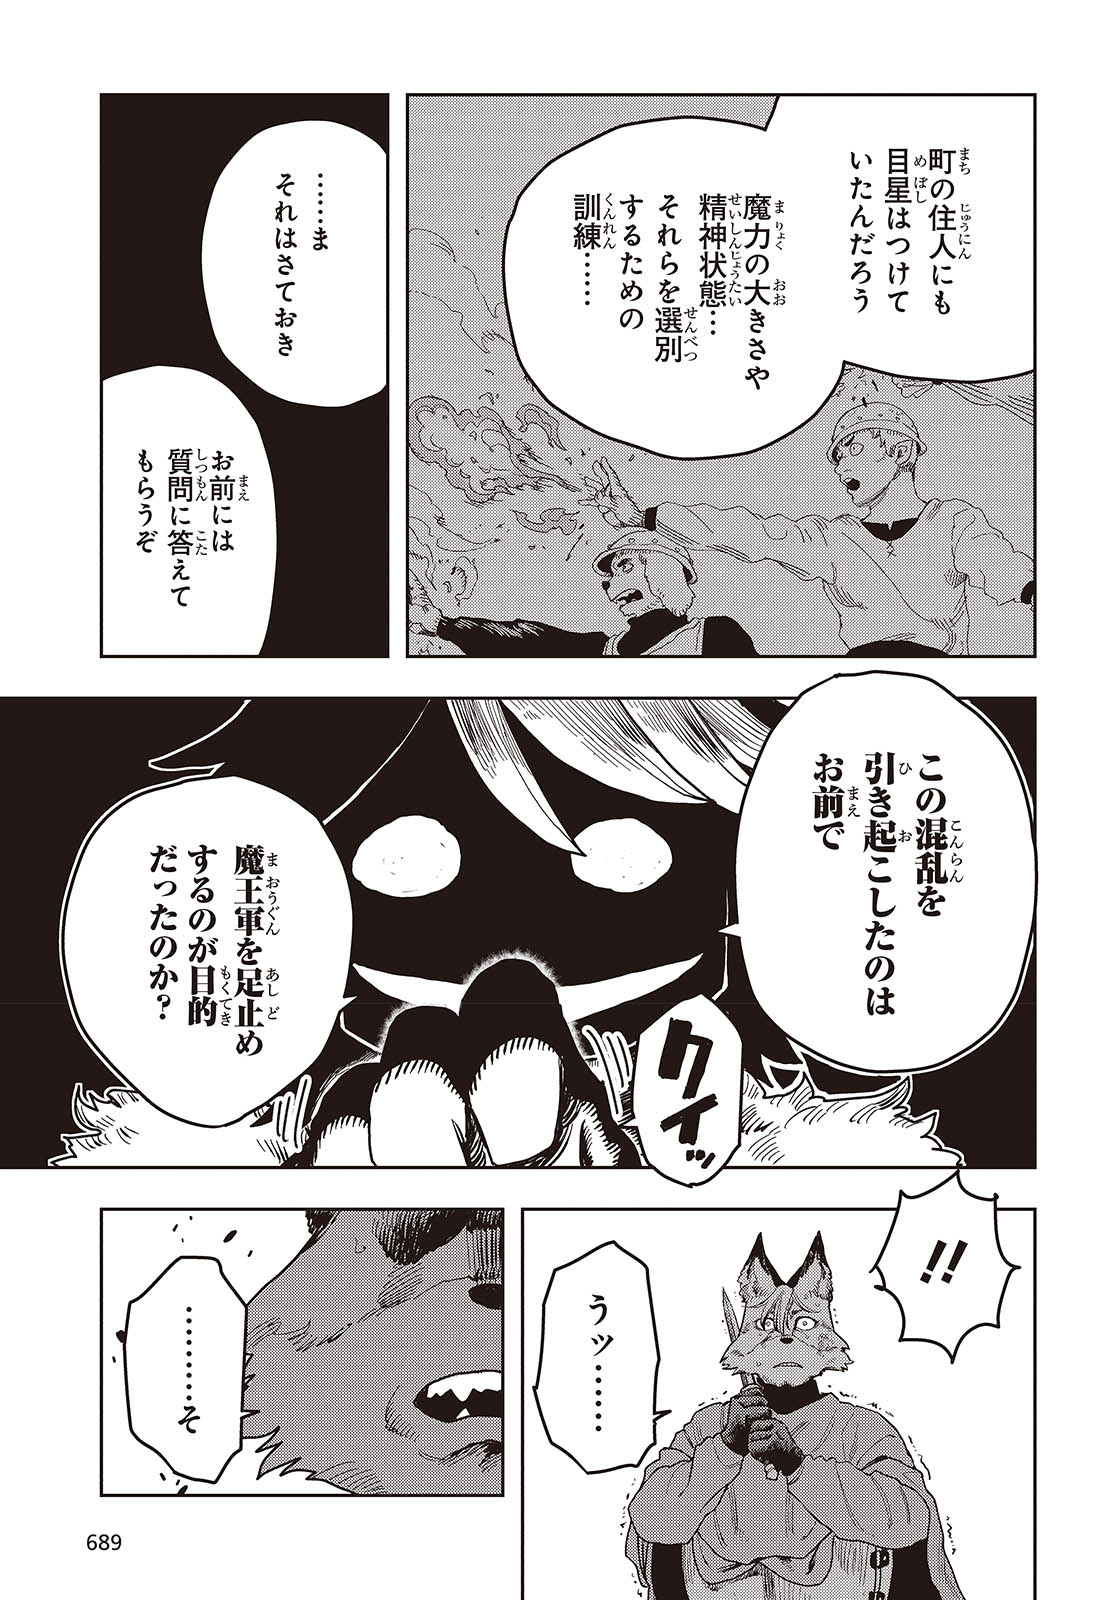 町の住人にも
目星はつけて
いたんだろう
魔力の大きさや
精神状態…
それらを選別
するための
訓練……
……ま
それはさておき
お前には
質問に答えて
もらうぞ
この混乱を
引き起こしたのは
お前で
魔王軍を足止め
するのが目的
だったのか？
クイッ
!!
うッ……
………そ
689